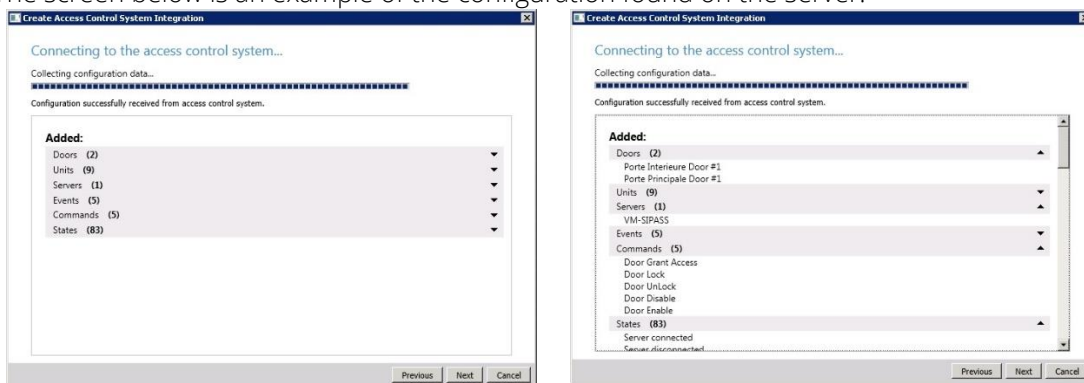 The screen below is an example of the configuration found on the server:
Create Access Control System Integration
Connecting to the access control system...
Collecting configuration data...
Configuration successfully received from access control system.
Added:
Doors (2)
Units (9)
Servers (1)
Events (5)
Commands (5)
States (83)
Previous Next Cancel
Create Access Control System Integration
Connecting to the access control system...
Collecting configuration data...
Configuration successfully received from access control system.
Added:
Doors (2)
Porte Interieure Door #1
Porte Principale Door #1
Units (9)
Servers (1)
VM-SIPASS
Events (5)
Commands (5)
Door Grant Access
Door Lock
Door UnLock
Door Disable
Door Enable
States (83)
Server connected
Server disconnected
Previous Next Cancel